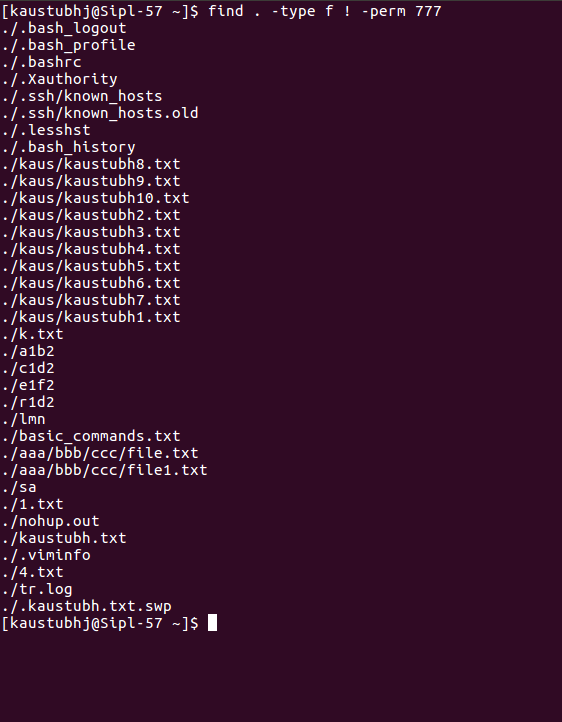 [kaustubhj@Sipl-57 ~]$ find . -type f ! -perm 777
./.bash_logout
./.bash_profile
./.bashrc
./.Xauthority
./.ssh/known_hosts
./.ssh/known_hosts.old
./.lesshst
./.bash_history
./kaus/kaustubh8.txt
./kaus/kaustubh9.txt
./kaus/kaustubh10.txt
./kaus/kaustubh2.txt
./kaus/kaustubh3.txt
./kaus/kaustubh4.txt
./kaus/kaustubh5.txt
./kaus/kaustubh6.txt
./kaus/kaustubh7.txt
./kaus/kaustubh1.txt
./k.txt
./a1b2
./c1d2
./e1f2
./r1d2
./lmn
./basic_commands.txt
./aaa/bbb/ccc/file.txt
./aaa/bbb/ccc/file1.txt
./sa
./1.txt
./nohup.out
./kaustubh.txt
./.viminfo
./4.txt
./tr.log
./.kaustubh.txt.swp
[kaustubhj@Sipl-57 ~]$